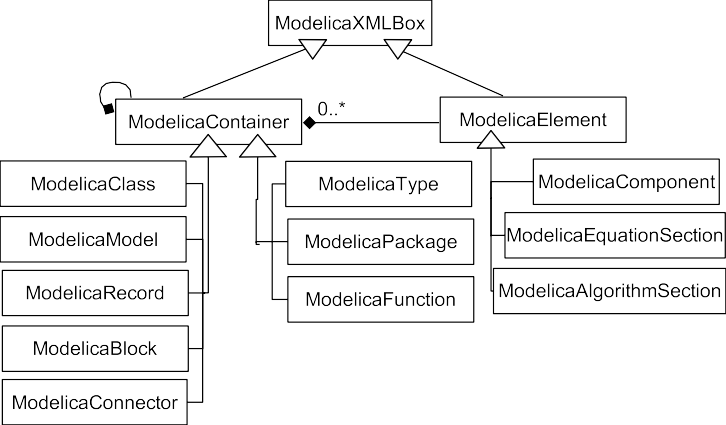 ModelicaXMLBox
ModelicaContainer
0..*
ModelicaElement
ModelicaClass
ModelicaType
ModelicaComponent
ModelicaModel
ModelicaPackage
ModelicaEquationSection
ModelicaRecord
ModelicaFunction
ModelicaAlgorithmSection
ModelicaBlock
ModelicaConnector